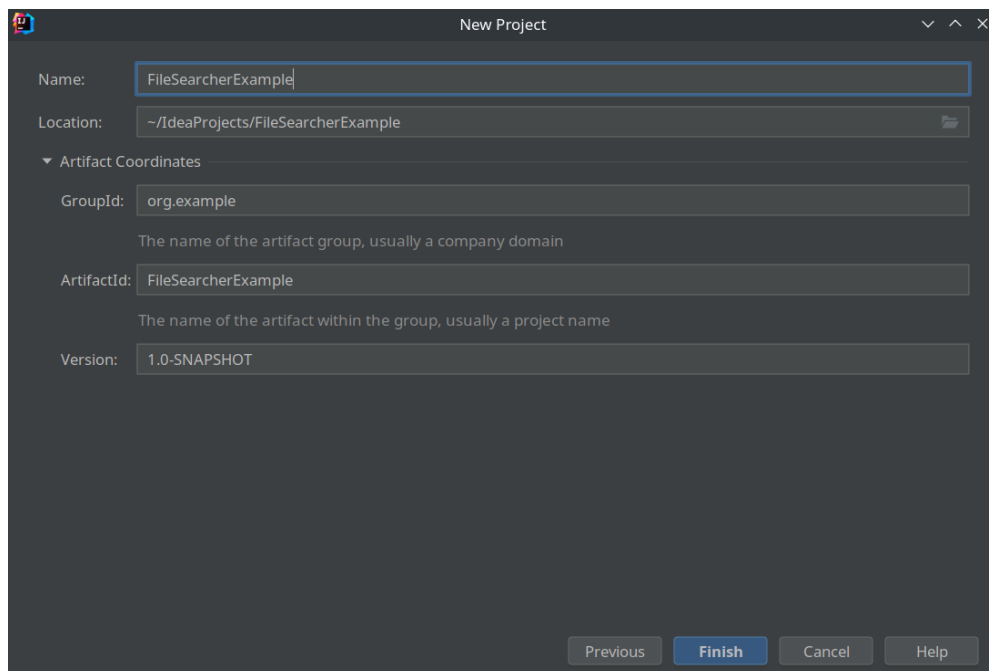 New Project
Name: FileSearcherExample
Location: ~/IdeaProjects/FileSearcherExample
Artifact Coordinates
GroupId: org.example
The name of the artifact group, usually a company domain
ArtifactId: FileSearcherExample
The name of the artifact within the group, usually a project name
Version: 1.0-SNAPSHOT
Previous Finish Cancel Help